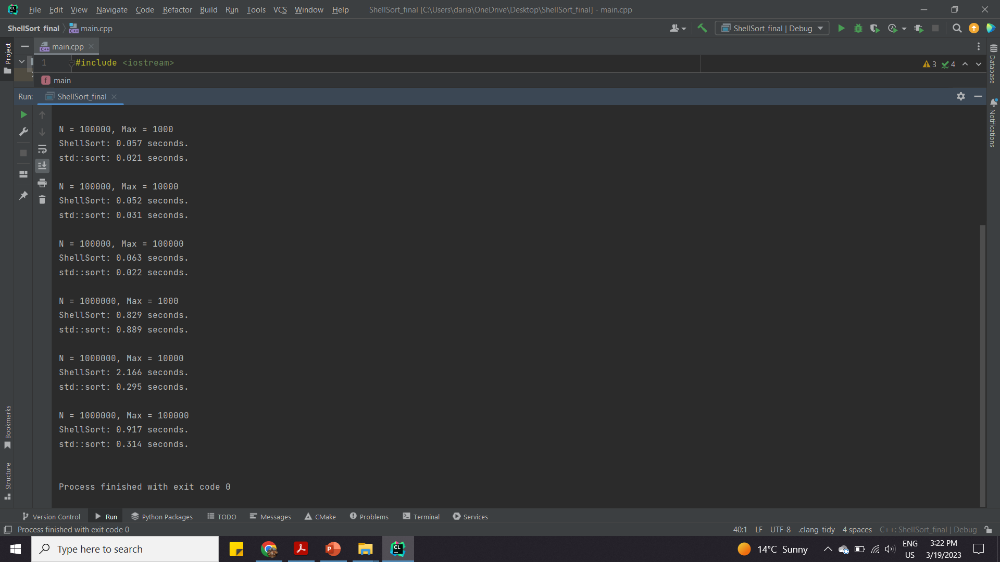 File Edit View Navigate Code Refactor Build Run Tools VCS Window Help ShellSort_final [C:\Users\daria\OneDrive\Desktop\ShellSort_final] - main.cpp
ShellSort_final main.cpp ShellSort_final | Debug
Project
main.cpp
1 #include <iostream> 3 4
f main
Database
Run: ShellSort_final
Notifications
N = 100000, Max = 1000
ShellSort: 0.057 seconds.
std::sort: 0.021 seconds.
N = 100000, Max = 10000
ShellSort: 0.052 seconds.
std::sort: 0.031 seconds.
N = 100000, Max = 100000
ShellSort: 0.063 seconds.
std::sort: 0.022 seconds.
N = 1000000, Max = 1000
ShellSort: 0.829 seconds.
std::sort: 0.889 seconds.
N = 1000000, Max = 10000
ShellSort: 2.166 seconds.
std::sort: 0.295 seconds.
N = 1000000, Max = 100000
ShellSort: 0.917 seconds.
std::sort: 0.314 seconds.
Process finished with exit code 0
Bookmarks
Structure
Version Control Run Python Packages TODO Messages CMake Problems Terminal Services
Process finished with exit code 0 40:1 LF UTF-8 .clang-tidy 4 spaces C++: ShellSort_final | Debug
Type here to search 14°C Sunny ENG 3:22 PM
US 3/19/2023